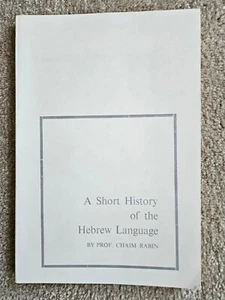 A Short History
of the
Hebrew Language
BY PROF. CHAIM RABIN